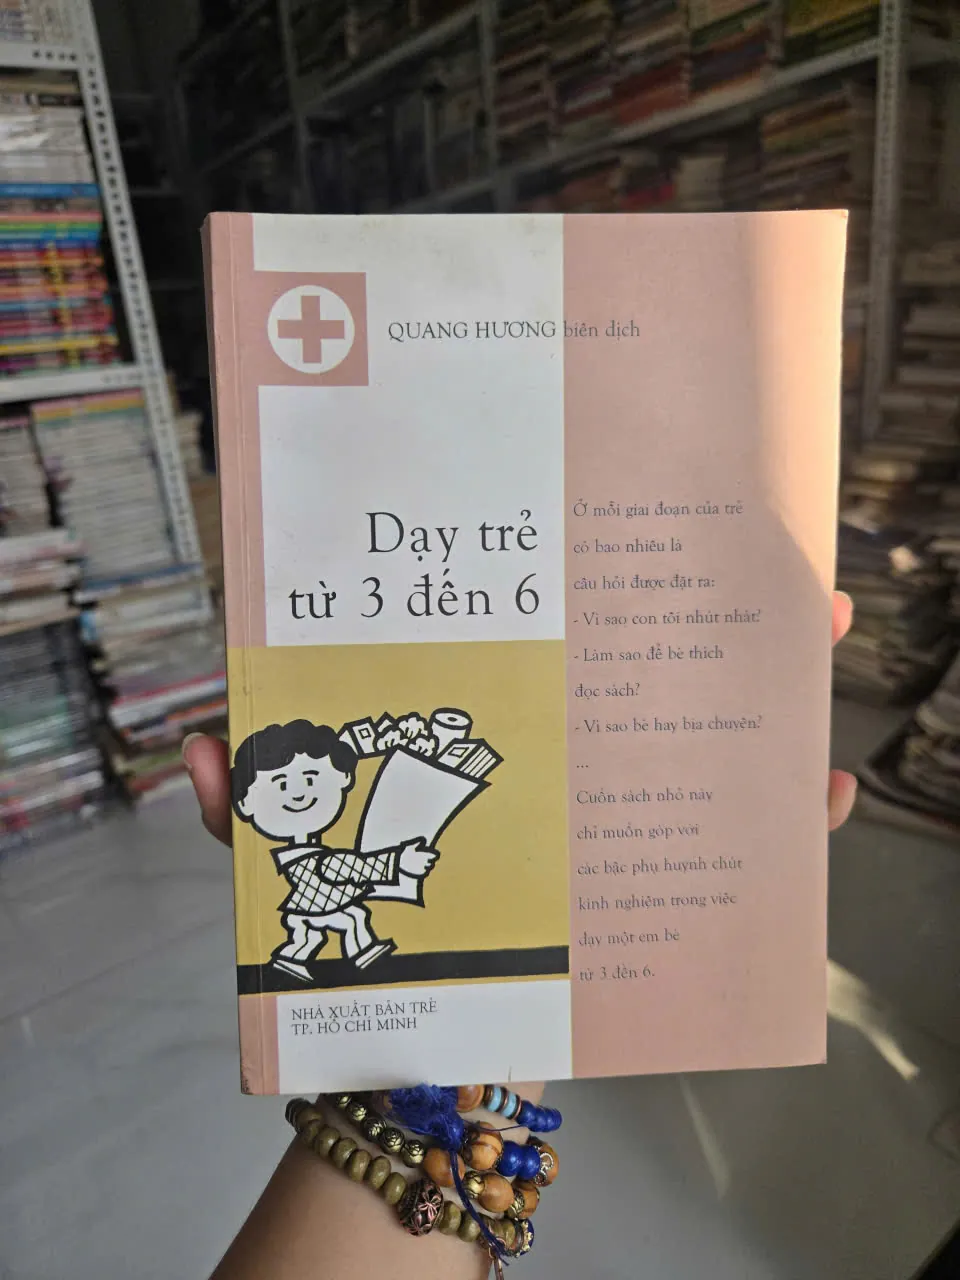 QUANG HƯƠNG biên dịch
Dạy trẻ
từ 3 đến 6
Ở mỗi giai đoạn của trẻ
có bao nhiêu là
câu hỏi được đặt ra:
- Vì sao con tôi nhút nhát?
- Làm sao để bé thích
đọc sách?
- Vì sao bé hay bịa chuyện?
...
Cuốn sách nhỏ này
chỉ muốn góp với
các bậc phụ huynh chút
kinh nghiệm trong việc
dạy một em bé
từ 3 đến 6.
NHÀ XUẤT BẢN TRẺ
TP. HỒ CHÍ MINH